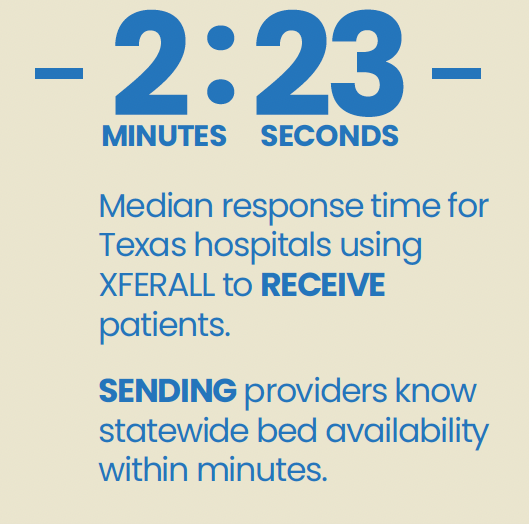 2:23
MINUTES SECONDS
Median response time for
Texas hospitals using
XFERALL to RECEIVE
patients.
SENDING providers know
statewide bed availability
within minutes.